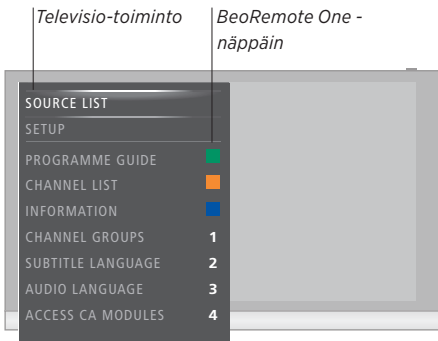 Televisio-toiminto
BeoRemote One -
näppäin
SOURCE LIST
SETUP
PROGRAMME GUIDE
CHANNEL LIST
INFORMATION
CHANNEL GROUPS 1
SUBTITLE LANGUAGE 2
AUDIO LANGUAGE 3
ACCESS CA MODULES 4